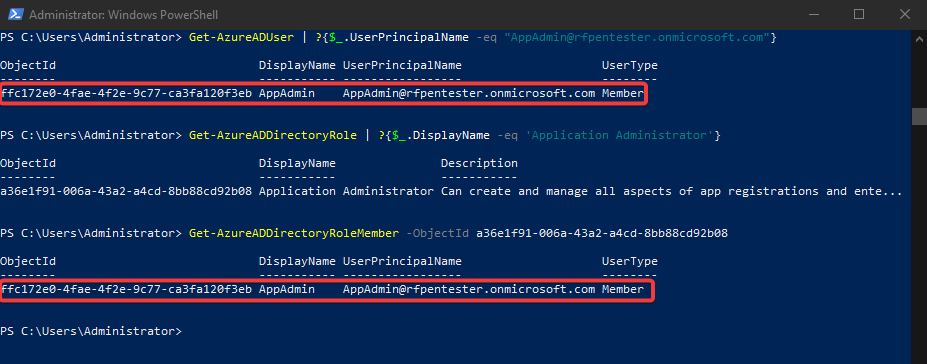 Administrator: Windows PowerShell
PS C:\Users\Administrator> Get-AzureADUser | ?{$_.UserPrincipalName -eq "AppAdmin@rfpentester.onmicrosoft.com"}
ObjectId DisplayName UserPrincipalName UserType
-------- ----------- ----------------- --------
ffc172e0-4fae-4f2e-9c77-ca3fa120f3eb AppAdmin AppAdmin@rfpentester.onmicrosoft.com Member
PS C:\Users\Administrator> Get-AzureADDirectoryRole | ?{$_.DisplayName -eq 'Application Administrator'}
ObjectId DisplayName Description
-------- ----------- -----------
a36e1f91-006a-43a2-a4cd-8bb88cd92b08 Application Administrator Can create and manage all aspects of app registrations and ente...
PS C:\Users\Administrator> Get-AzureADDirectoryRoleMember -ObjectId a36e1f91-006a-43a2-a4cd-8bb88cd92b08
ObjectId DisplayName UserPrincipalName UserType
-------- ----------- ----------------- --------
ffc172e0-4fae-4f2e-9c77-ca3fa120f3eb AppAdmin AppAdmin@rfpentester.onmicrosoft.com Member
PS C:\Users\Administrator>